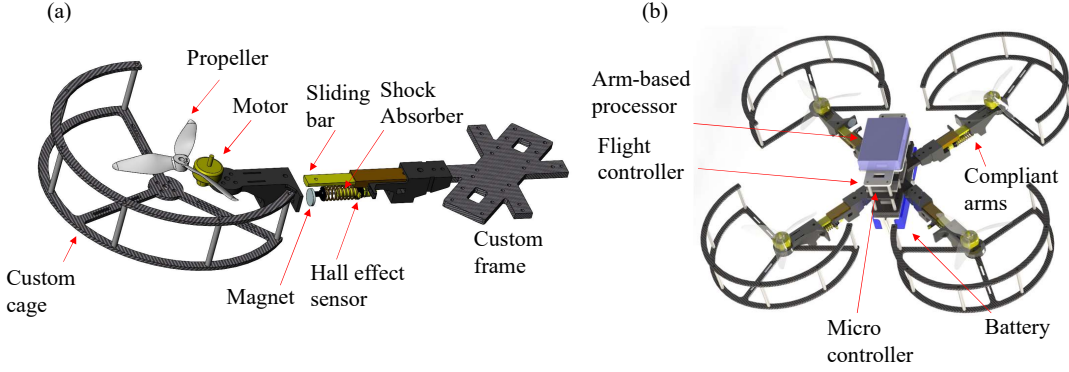 (a)
Propeller
Motor
Sliding
bar
Shock
Absorber
Custom
cage
Magnet
Hall effect
sensor
Custom
frame
(b)
Arm-based
processor
Flight
controller
Compliant
arms
Micro
controller
Battery